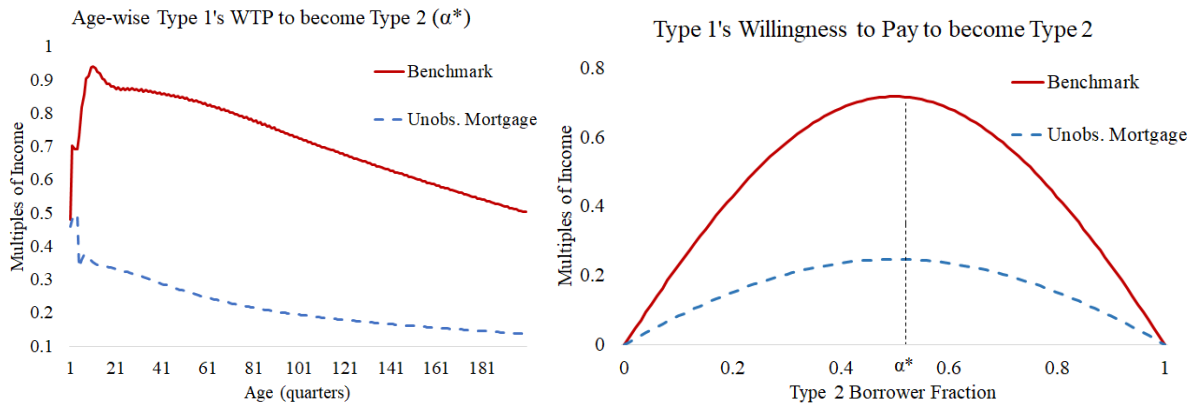 Age-wise Type 1's WTP to become Type 2 (α*)
1
0.9
0.8
0.7
0.6
0.5
0.4
0.3
0.2
0.1
Multiples of Income
Benchmark
Unobs. Mortgage
1 21 41 61 81 101 121 141 161 181
Age (quarters)
Type 1's Willingness to Pay to become Type 2
0.8
0.6
0.4
0.2
0
Multiples of Income
Benchmark
Unobs. Mortgage
0 0.2 0.4 α* 0.6 0.8 1
Type 2 Borrower Fraction